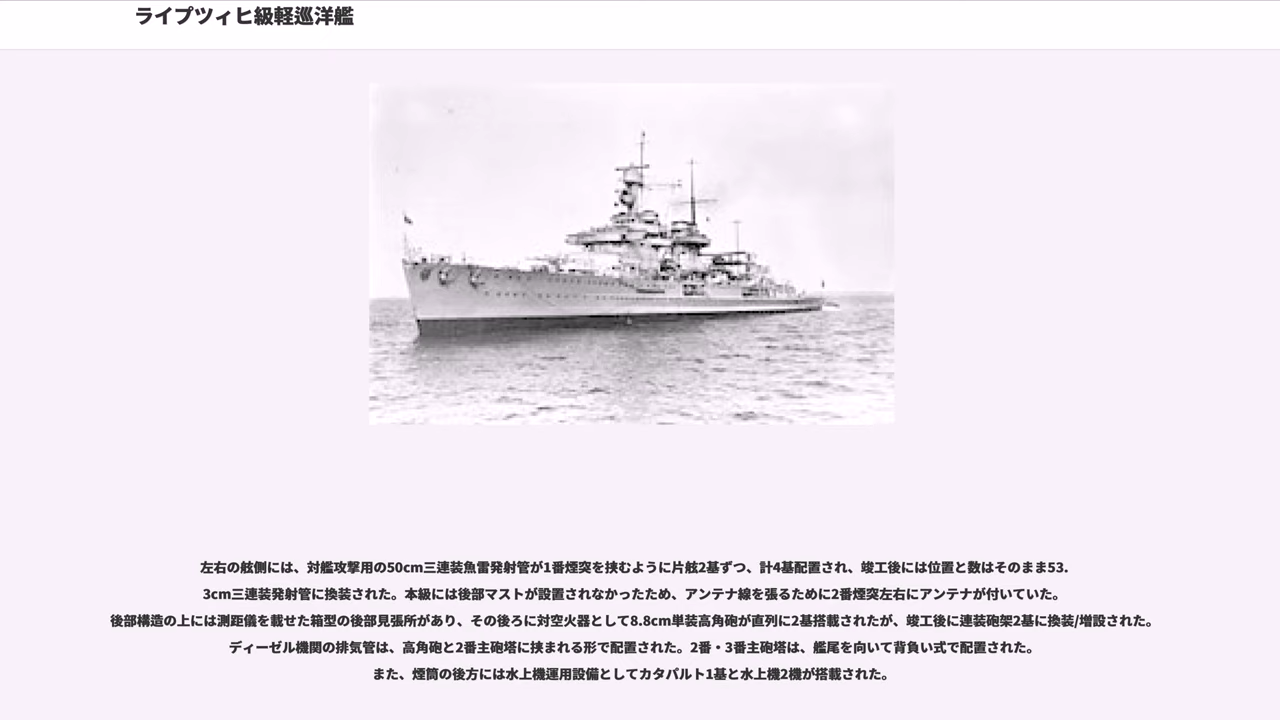 ライプツィヒ級軽巡洋艦
左右の舷側には、対艦攻撃用の50cm三連装魚雷発射管が1番煙突を挟むように片舷2基ずつ、計4基配置され、竣工後には位置と数はそのまま53.
3cm三連装発射管に換装された。本級には後部マストが設置されなかったため、アンテナ線を張るために2番煙突左右にアンテナが付いていた。
後部構造の上には測距儀を載せた箱型の後部見張所があり、その後ろに対空火器として8.8cm単装高角砲が直列に2基搭載されたが、竣工後に連装砲架2基に換装/増設された。
ディーゼル機関の排気管は、高角砲と2番主砲塔に挟まれる形で配置された。2番・3番主砲塔は、艦尾を向いて背負い式で配置された。
また、煙筒の後方には水上機運用設備としてカタパルト1基と水上機2機が搭載された。